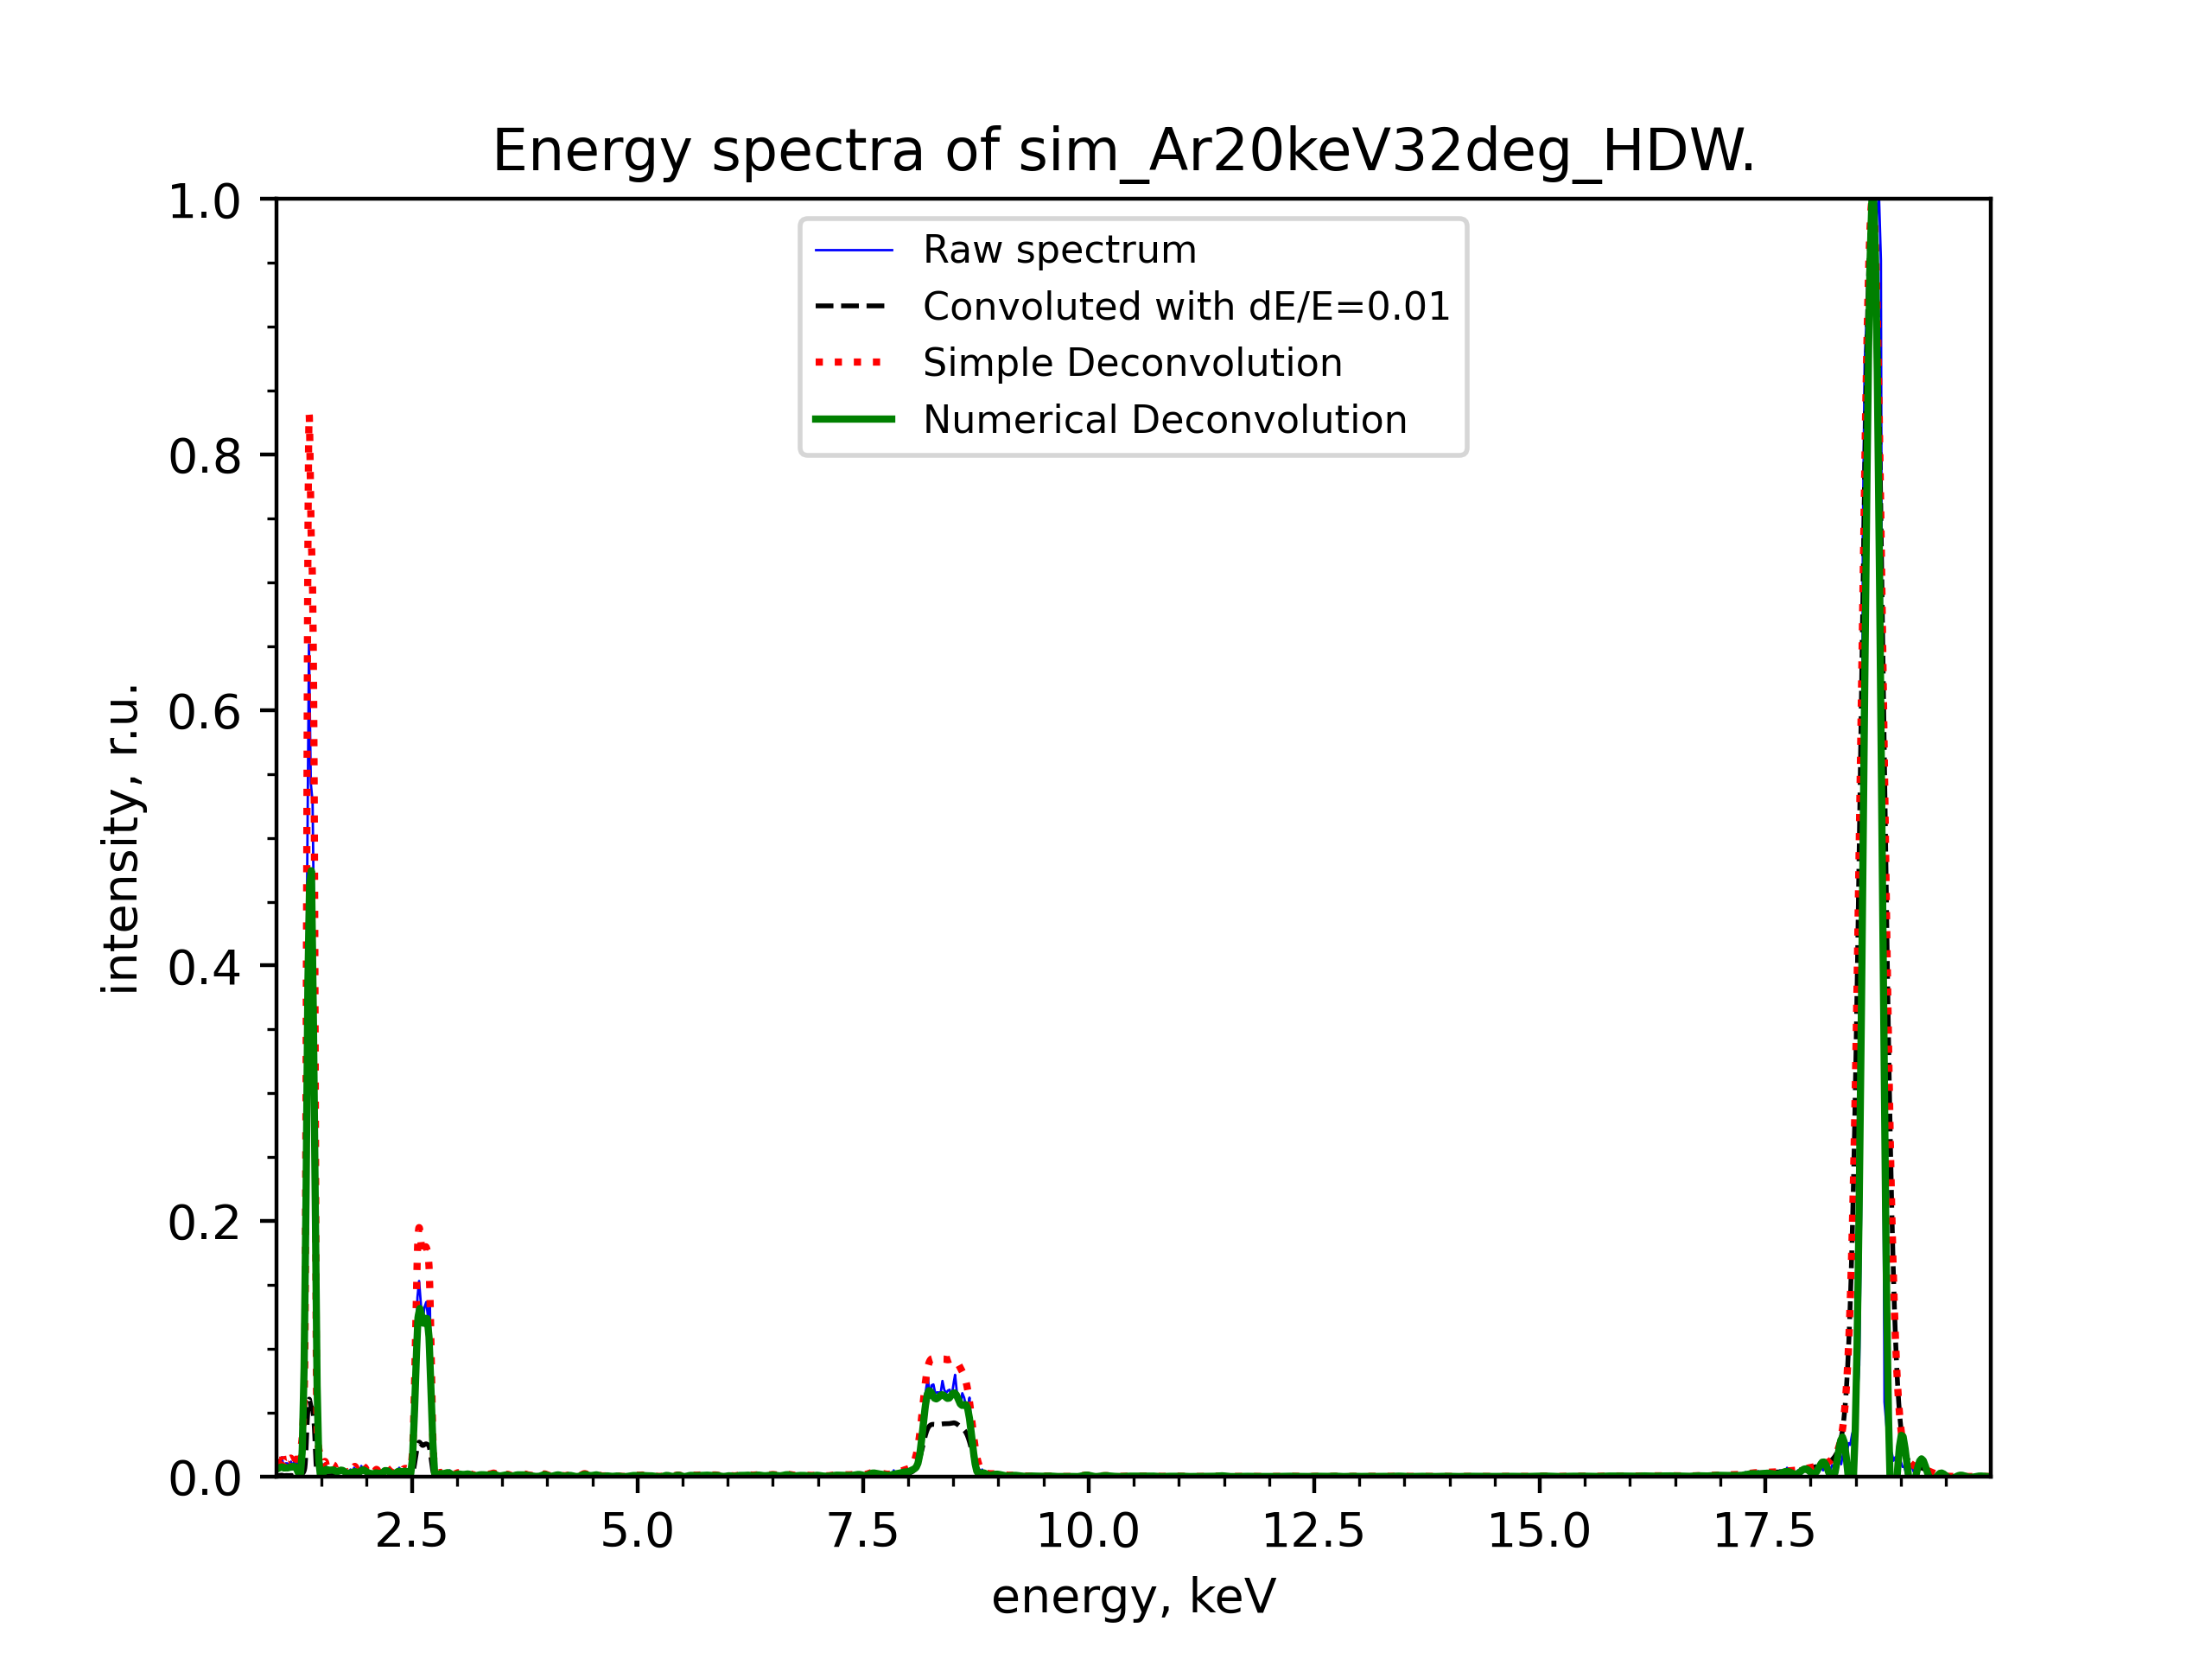 Energy spectra of sim_Ar20keV32deg_HDW.
1.0
0.8
0.6
0.4
0.2
0.0
intensity, r.u.
Raw spectrum
Convoluted with dE/E=0.01
Simple Deconvolution
Numerical Deconvolution
2.5 5.0 7.5 10.0 12.5 15.0 17.5
energy, keV